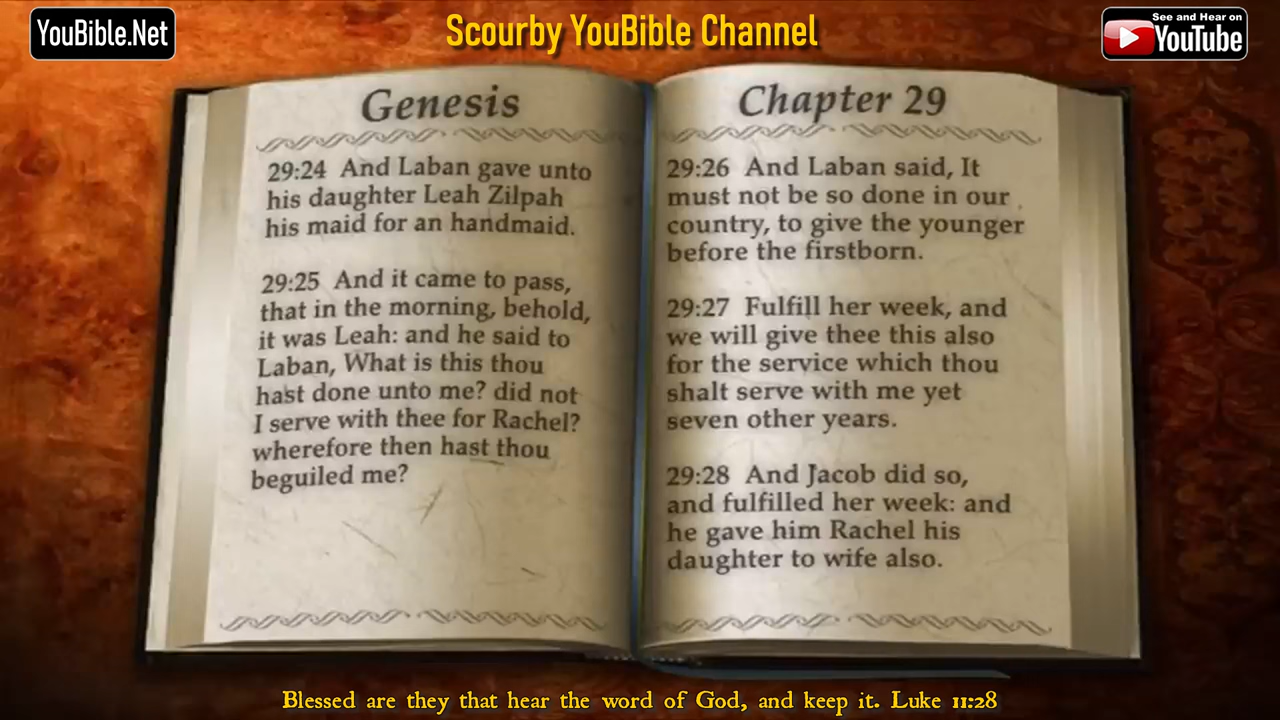 YouBible.Net
Scourby YouBible Channel
See and Hear on
YouTube
Genesis
29:24 And Laban gave unto
his daughter Leah Zilpah
his maid for an handmaid.
29:25 And it came to pass,
that in the morning, behold,
it was Leah: and he said to
Laban, What is this thou
hast done unto me? did not
I serve with thee for Rachel?
wherefore then hast thou
beguiled me?
Chapter 29
29:26 And Laban said, It
must not be so done in our
country, to give the younger
before the firstborn.
29:27 Fulfill her week, and
we will give thee this also
for the service which thou
shalt serve with me yet
seven other years.
29:28 And Jacob did so,
and fulfilled her week: and
he gave him Rachel his
daughter to wife also.
Blessed are they that hear the word of God, and keep it. Luke 11:28